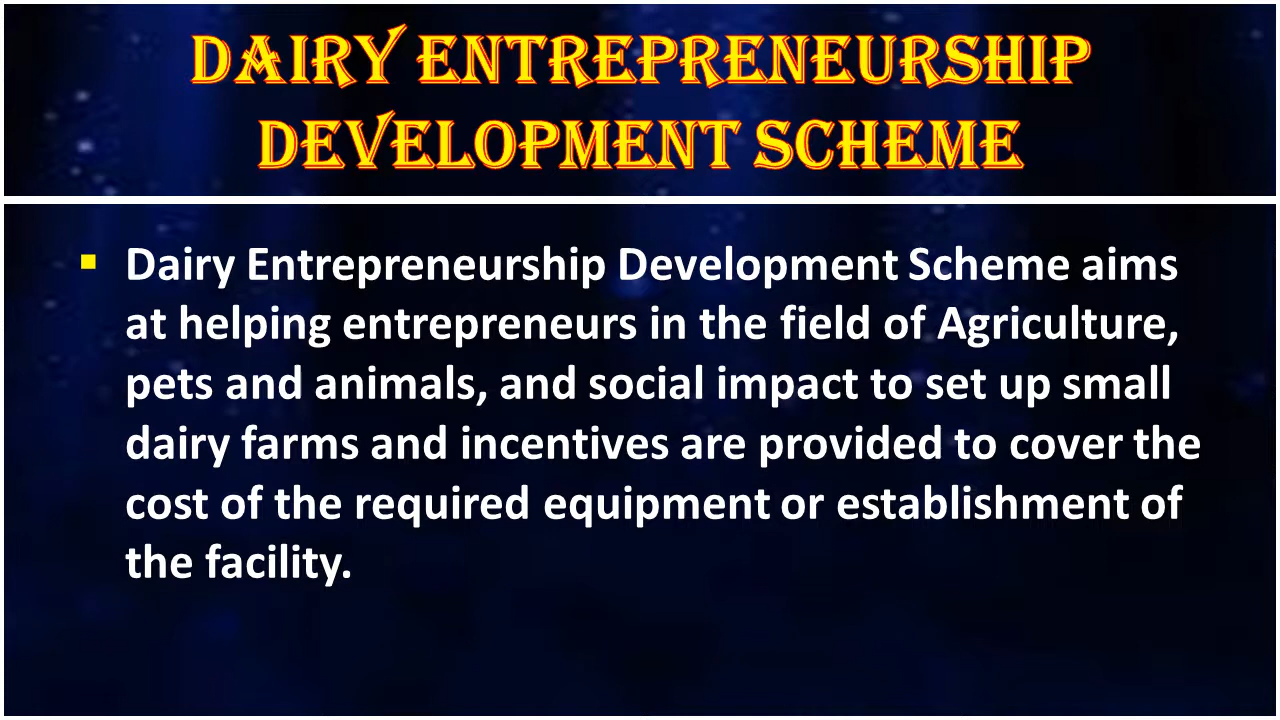 DAIRY ENTREPRENEURSHIP
DEVELOPMENT SCHEME
▪ Dairy Entrepreneurship Development Scheme aims
at helping entrepreneurs in the field of Agriculture,
pets and animals, and social impact to set up small
dairy farms and incentives are provided to cover the
cost of the required equipment or establishment of
the facility.